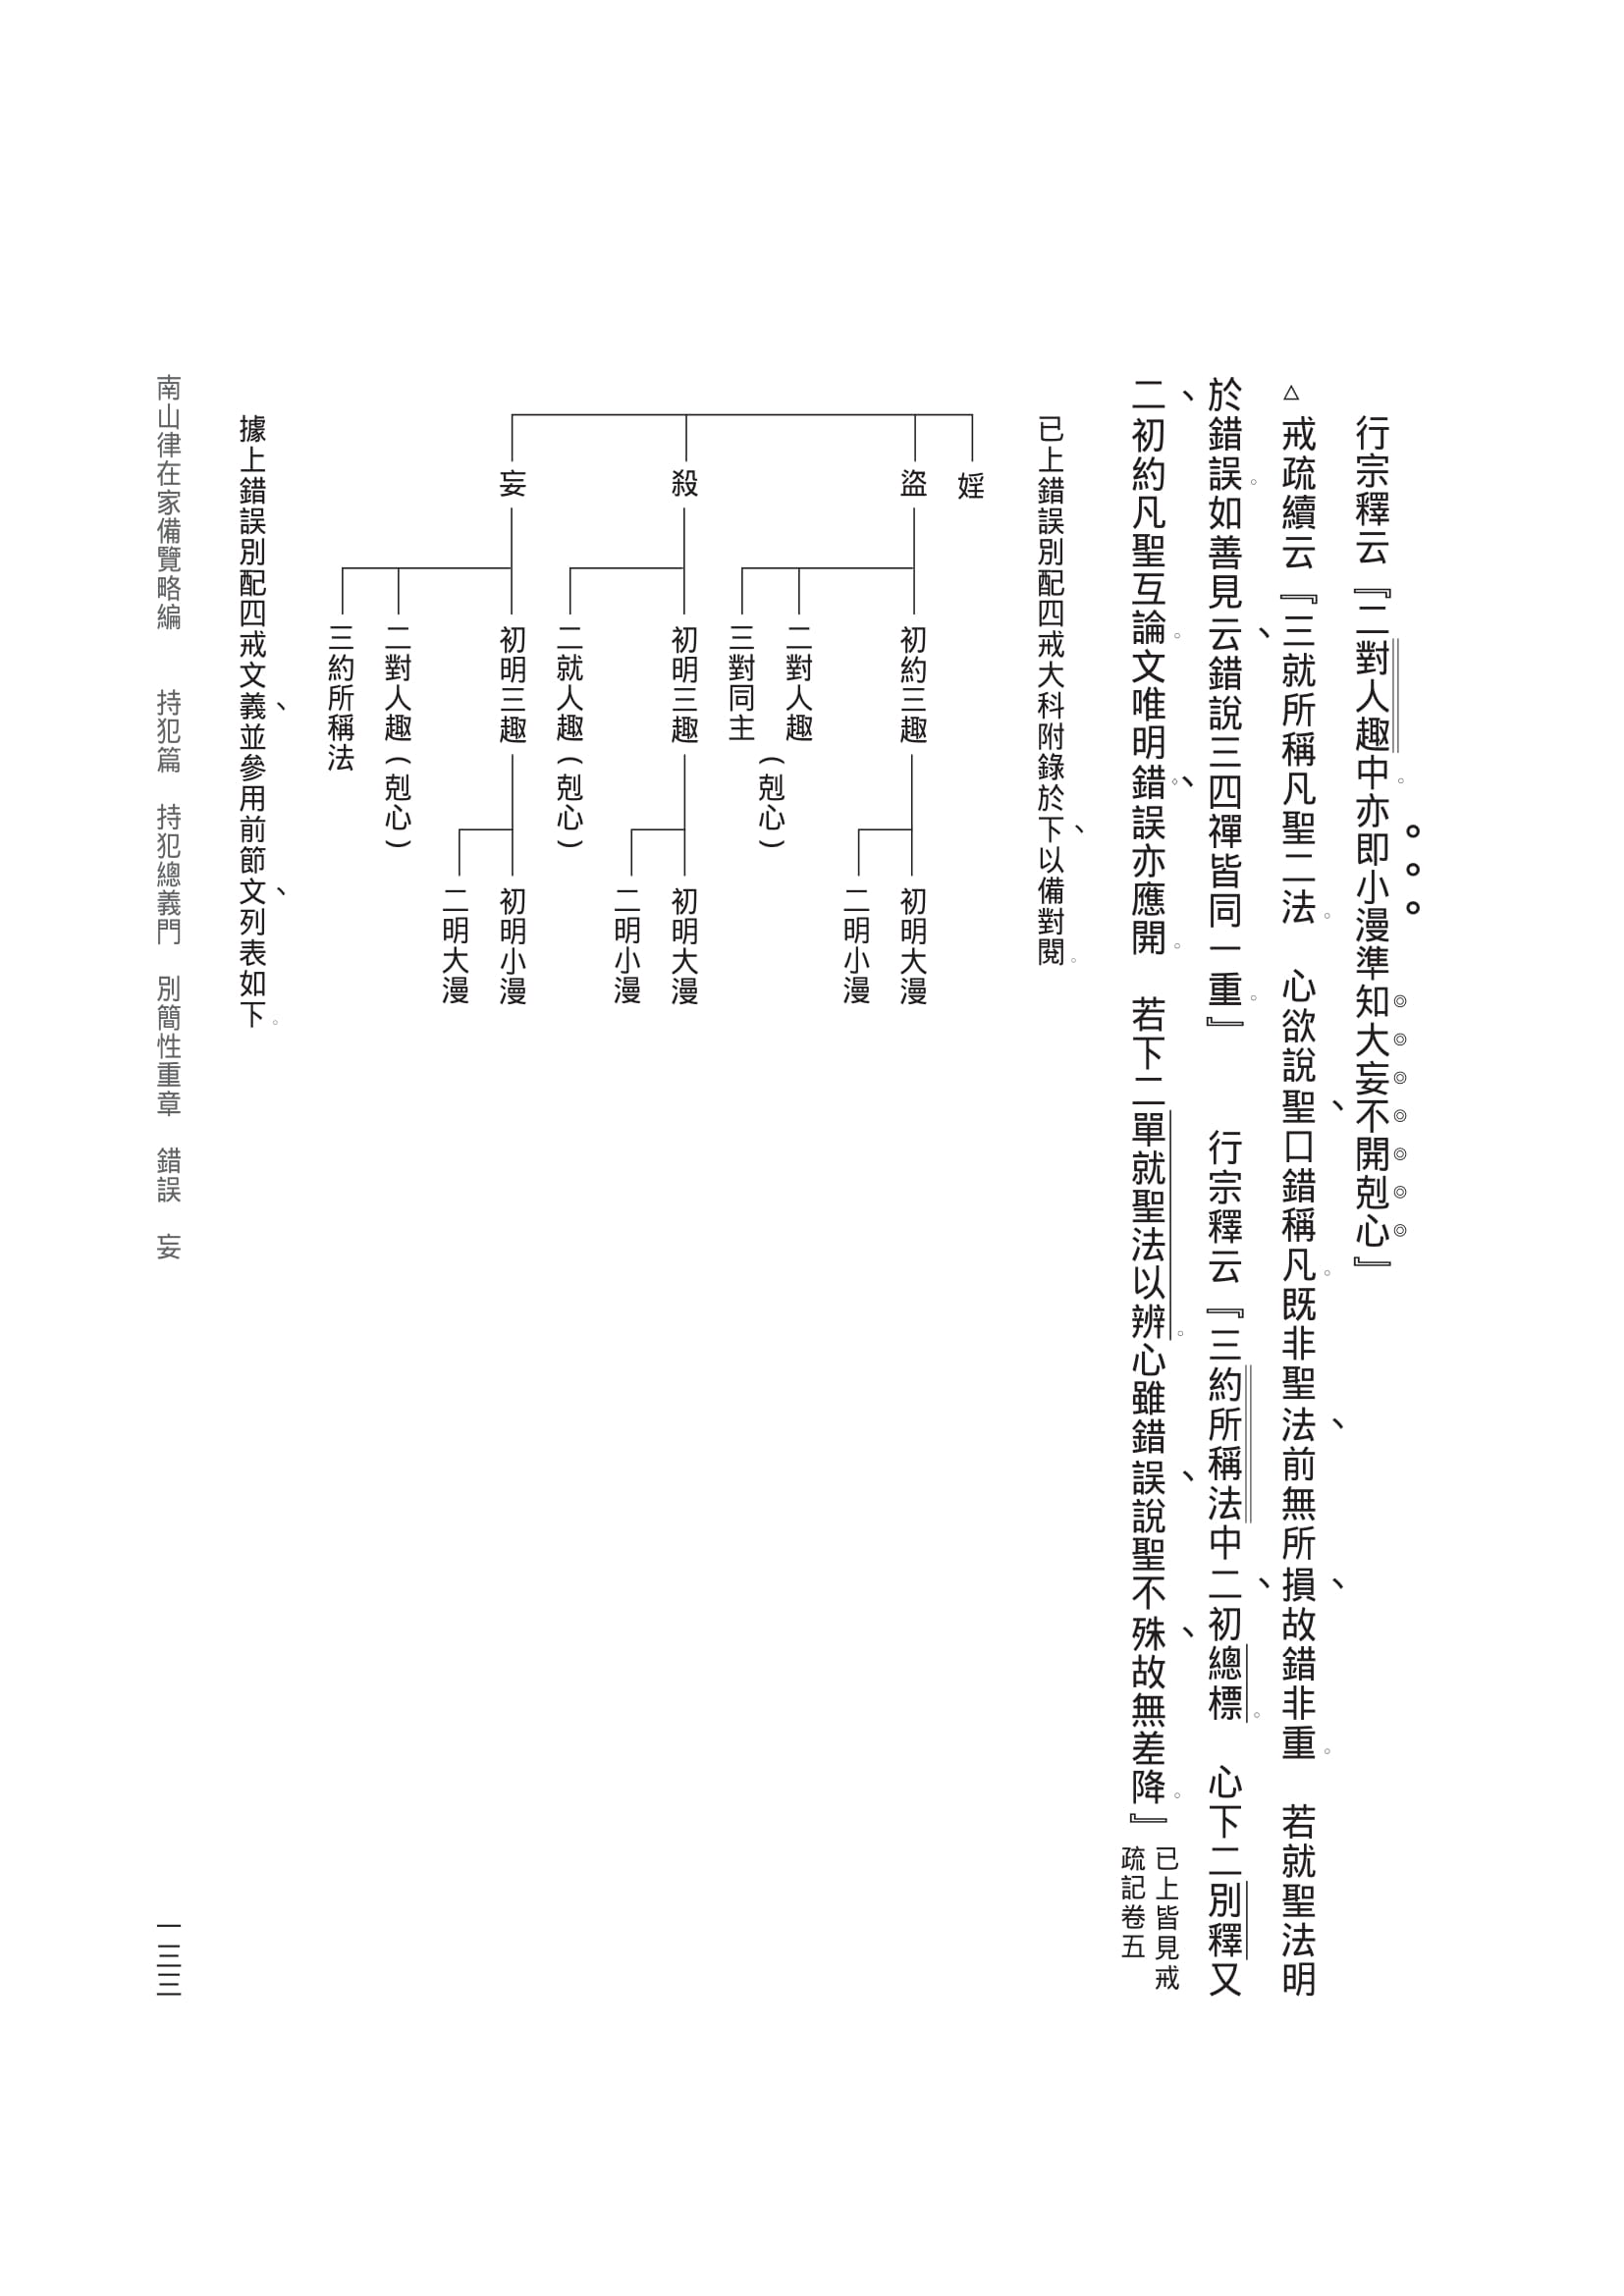 行宗釋云『二對人趣中。亦即小漫準知大妄不開剋心』
△戒疏續云『三就所稱凡聖二法。　心欲說聖、口錯稱凡。既非聖法、前無所損、故錯非重。　若就聖法明
於錯誤。如善見云、錯說三四禪皆同一重。』　　行宗釋云『三約所稱法中二、初總標。　心下二別釋又
二、初約凡聖互論。文唯明錯、誤亦應開。　若下二單就聖法以辨。心雖錯誤、說聖不殊、故無差降。』
已上皆見戒
疏記卷五
已上錯誤別配四戒大科附錄於下、以備對閱。
婬
盜
初約三趣
初明大漫
二明小漫
二對人趣
（剋心）
三對同主
殺
初明三趣
初明大漫
二明小漫
二就人趣（剋心）
妄
初明三趣
初明小漫
二明大漫
二對人趣（剋心）
三約所稱法
據上錯誤別配四戒文義、並參用前節文、列表如下。
南山律在家備覽略編　　持犯篇　持犯總義門　別簡性重章　錯誤　妄
一三三